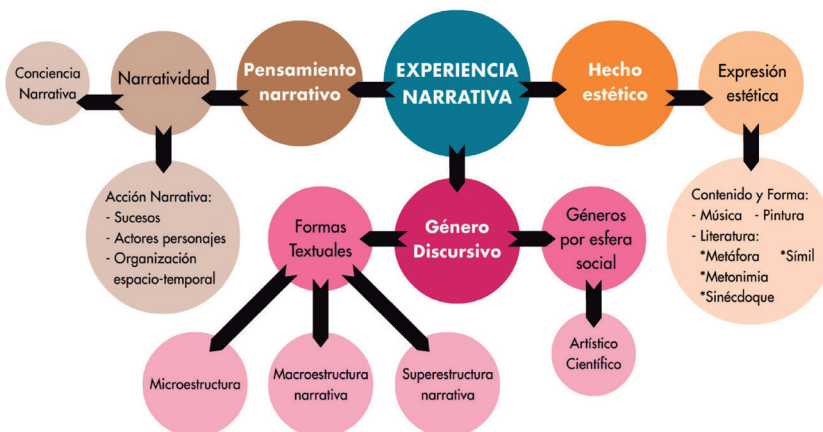 Conciencia
Narrativa
Narratividad
Pensamiento
narrativo
EXPERIENCIA
NARRATIVA
Hecho
estético
Expresión
estética
Acción Narrativa:
- Sucesos
- Actores personajes
- Organización
espacio-temporal
Formas
Textuales
Género
Discursivo
Géneros
por esfera
social
Contenido y Forma:
- Música - Pintura
- Literatura:
*Metáfora *Símil
*Metonimia
*Sinécdoque
Microestructura
Macroestructura
narrativa
Superestructura
narrativa
Artístico
Científico